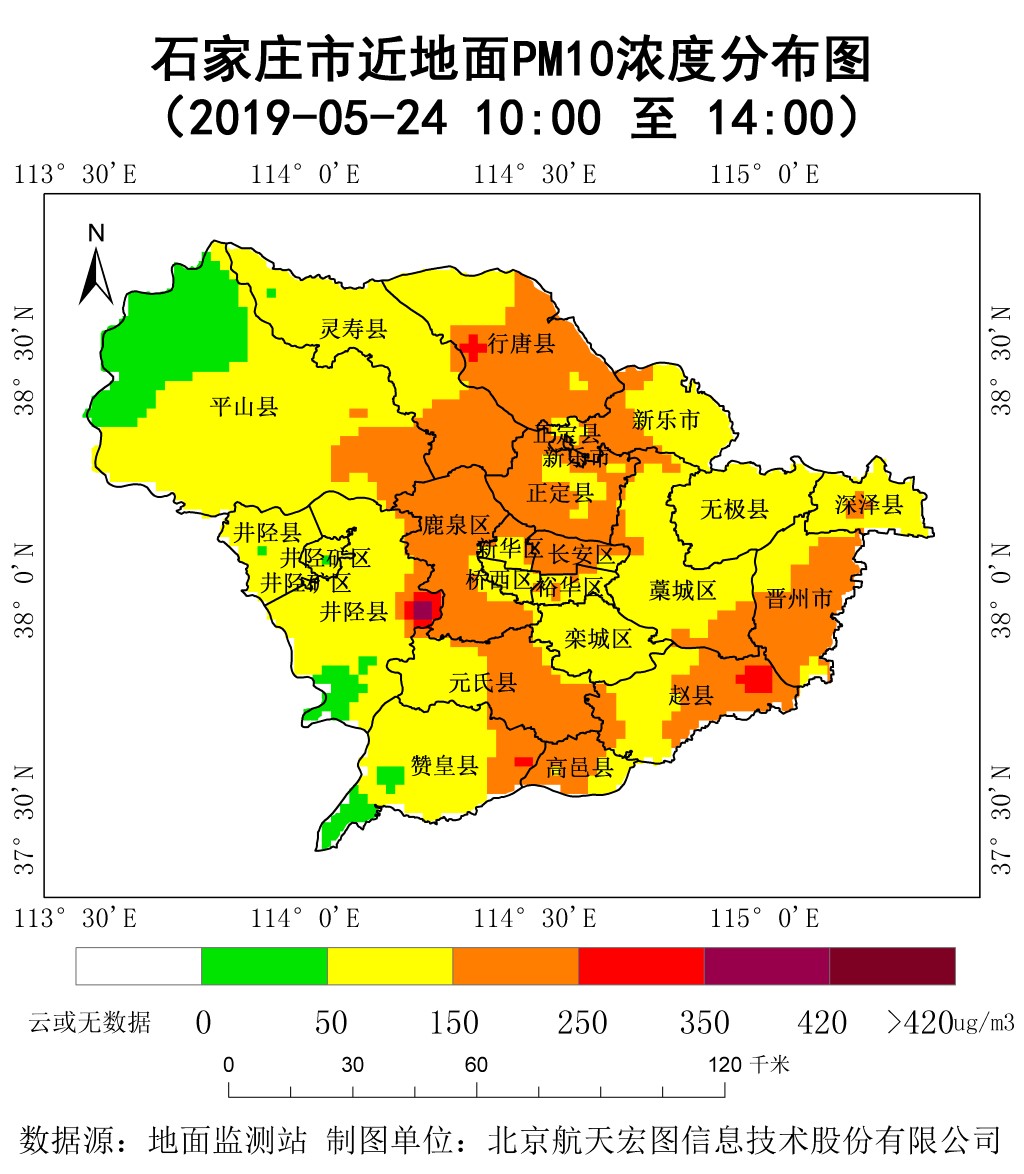 石家庄市近地面PM10浓度分布图
（2019-05-24 10:00 至 14:00）
113° 30'E 114° 0'E 114° 30'E 115° 0'E
N
38° 30'N
38° 0'N
37° 30'N
38° 30'N
38° 0'N
37° 30'N
灵寿县
行唐县
平山县
新乐市
正定县
新乐市
正定县
无极县
深泽县
井陉县
鹿泉区
井陉矿区
新华区
长安区
井陉矿区
桥西区
裕华区
藁城区
晋州市
井陉县
栾城区
元氏县
赵县
赞皇县
高邑县
113° 30'E 114° 0'E 114° 30'E 115° 0'E
云或无数据 0 50 150 250 350 420 >420ug/m3
0 30 60 120 千米
数据源：地面监测站 制图单位：北京航天宏图信息技术股份有限公司